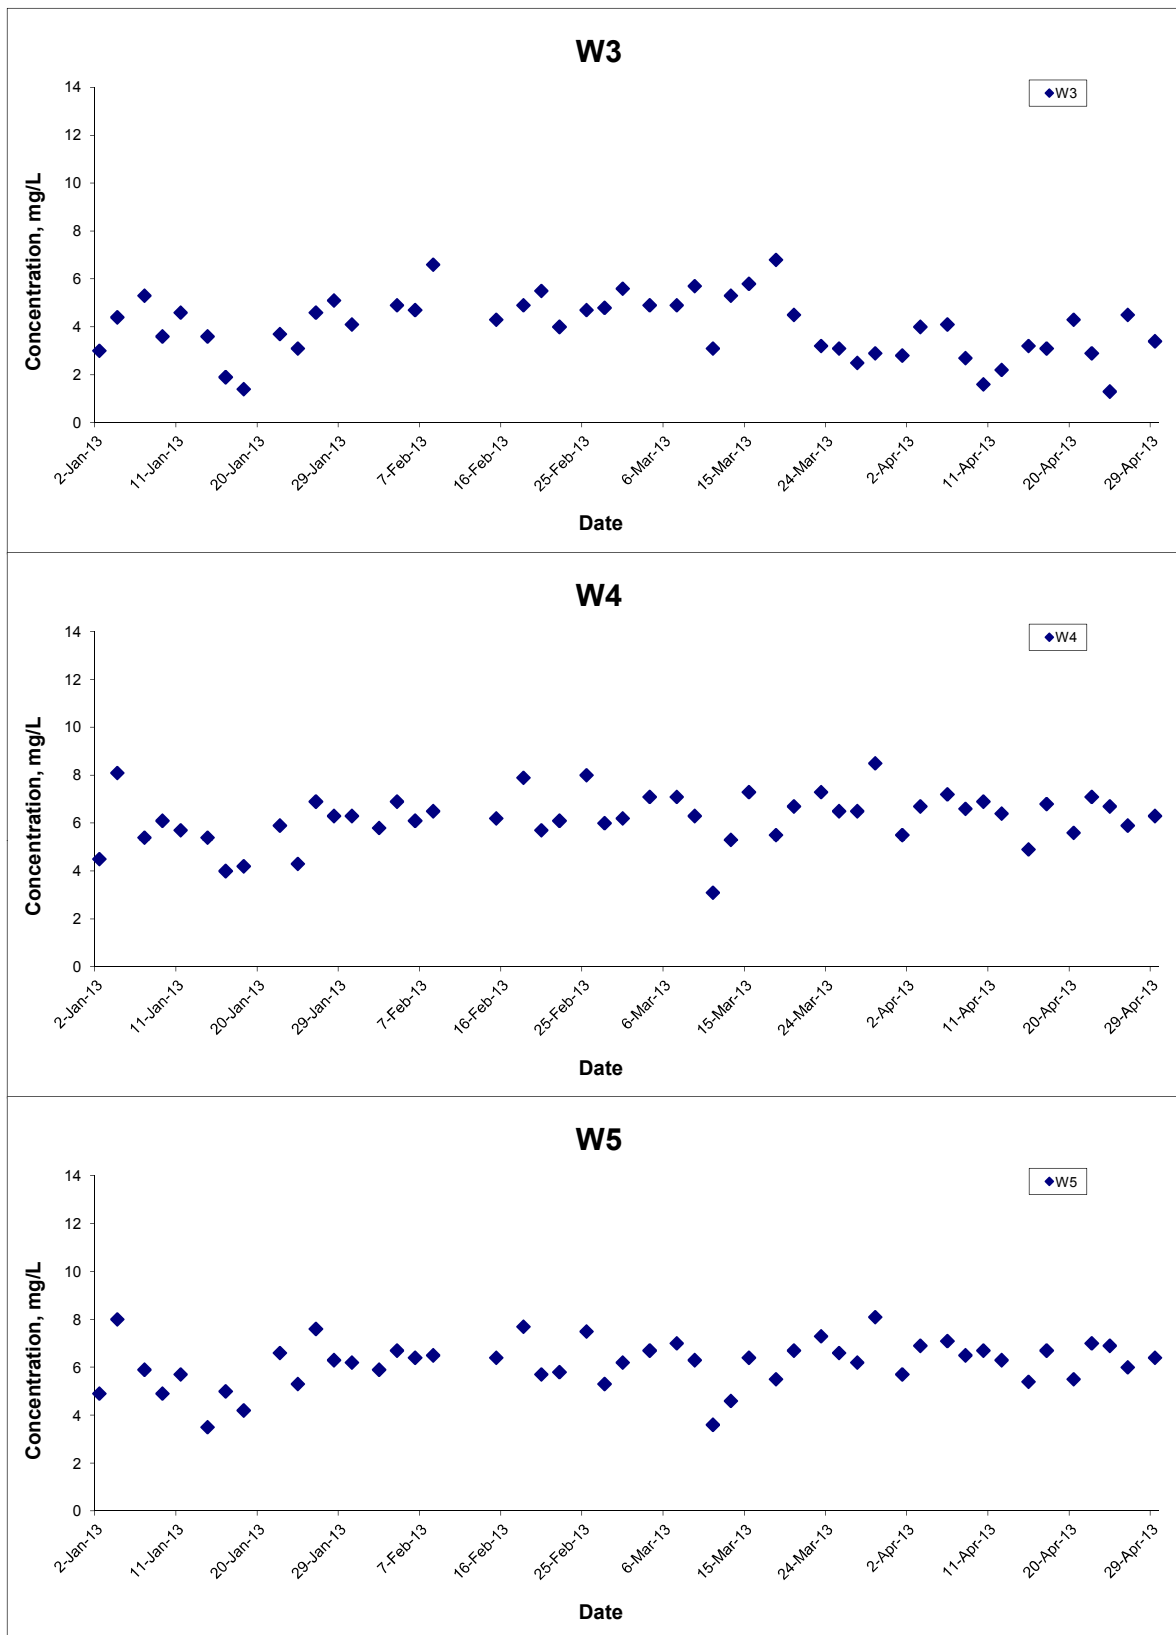 W3
W3
14
12
10
8
6
4
2
0
Concentration, mg/L
2-Jan-13
11-Jan-13
20-Jan-13
29-Jan-13
7-Feb-13
16-Feb-13
25-Feb-13
6-Mar-13
15-Mar-13
24-Mar-13
2-Apr-13
11-Apr-13
20-Apr-13
29-Apr-13
Date
W4
W4
14
12
10
8
6
4
2
0
Concentration, mg/L
2-Jan-13
11-Jan-13
20-Jan-13
29-Jan-13
7-Feb-13
16-Feb-13
25-Feb-13
6-Mar-13
15-Mar-13
24-Mar-13
2-Apr-13
11-Apr-13
20-Apr-13
29-Apr-13
Date
W5
W5
14
12
10
8
6
4
2
0
Concentration, mg/L
2-Jan-13
11-Jan-13
20-Jan-13
29-Jan-13
7-Feb-13
16-Feb-13
25-Feb-13
6-Mar-13
15-Mar-13
24-Mar-13
2-Apr-13
11-Apr-13
20-Apr-13
29-Apr-13
Date